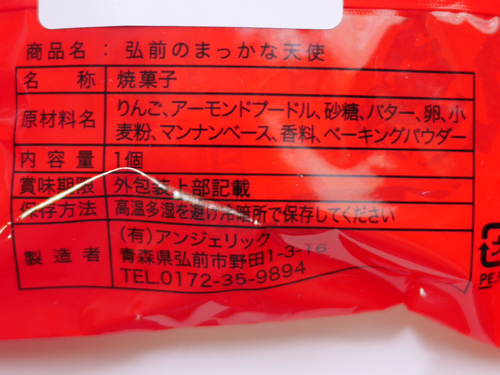 商品名：弘前のまっかな天使
名称 焼菓子
原材料名 りんご、アーモンドプードル、砂糖、バター、卵、小
麦粉、マンナンベース、香料、ベーキングパウダー
内容量 1個
賞味期限 外包装上部記載
保存方法 高温多湿を避け冷暗所で保存してください
製造者 (有)アンジェリック
青森県弘前市野田1-3-16
TEL.0172-35-9894